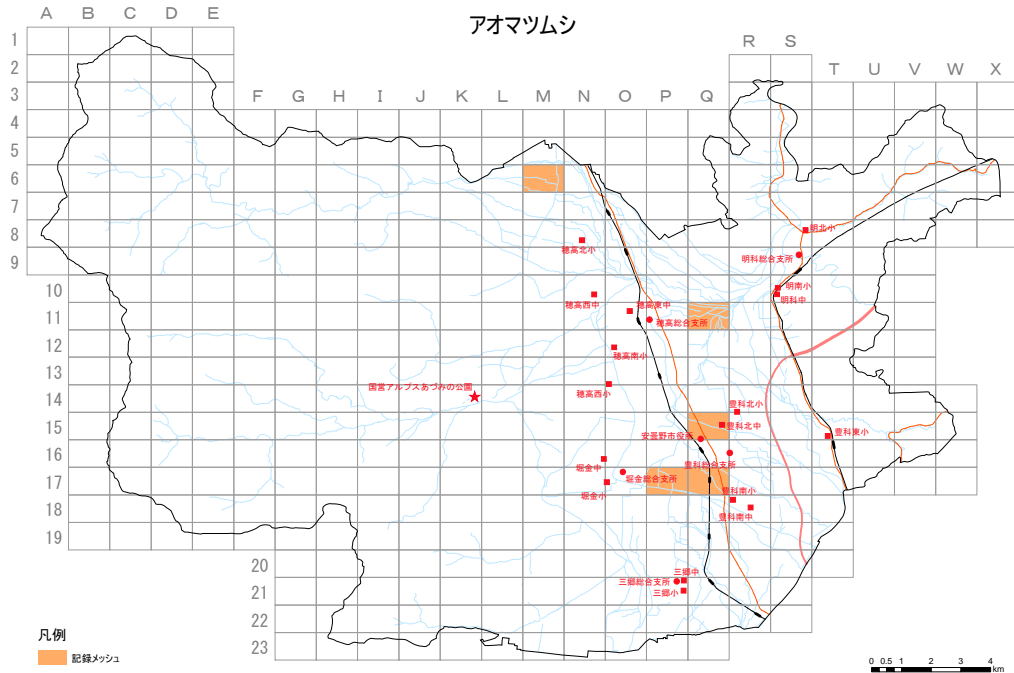 アオマツムシ
A B C D E
R S
T U V W X
F G H I J K L M N O P Q
1
2
3
4
5
6
7
8
9
10
11
12
13
14
15
16
17
18
19
20
21
22
23
明北小
穂高北小
明科総合支所
明南小
明科中
穂高西中
穂高東中
穂高総合支所
穂高南小
国営アルプスあづみの公園
穂高西小
豊科北小
豊科北中
安曇野市役所
豊科東小
豊科総合支所
堀金中
堀金総合支所
堀金小
豊科南小
豊科南中
三郷中
三郷総合支所
三郷小
凡例
記録メッシュ
0 0.5 1 2 3 4
km